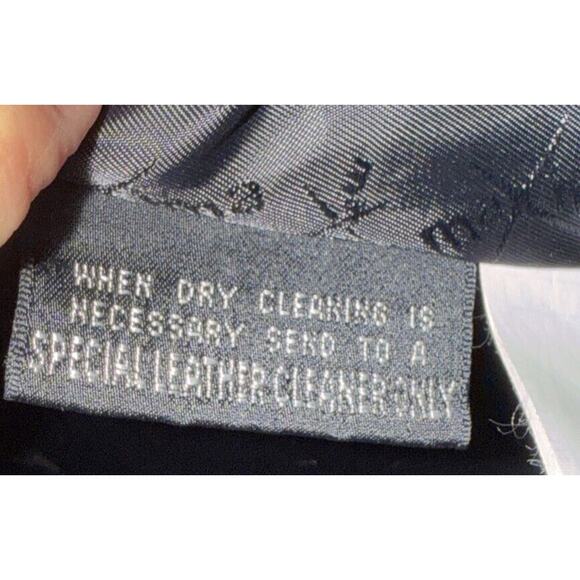 WHEN DRY CLEANING IS
NECESSARY SEND TO A
SPECIAL LEATHER CLEANER ONLY